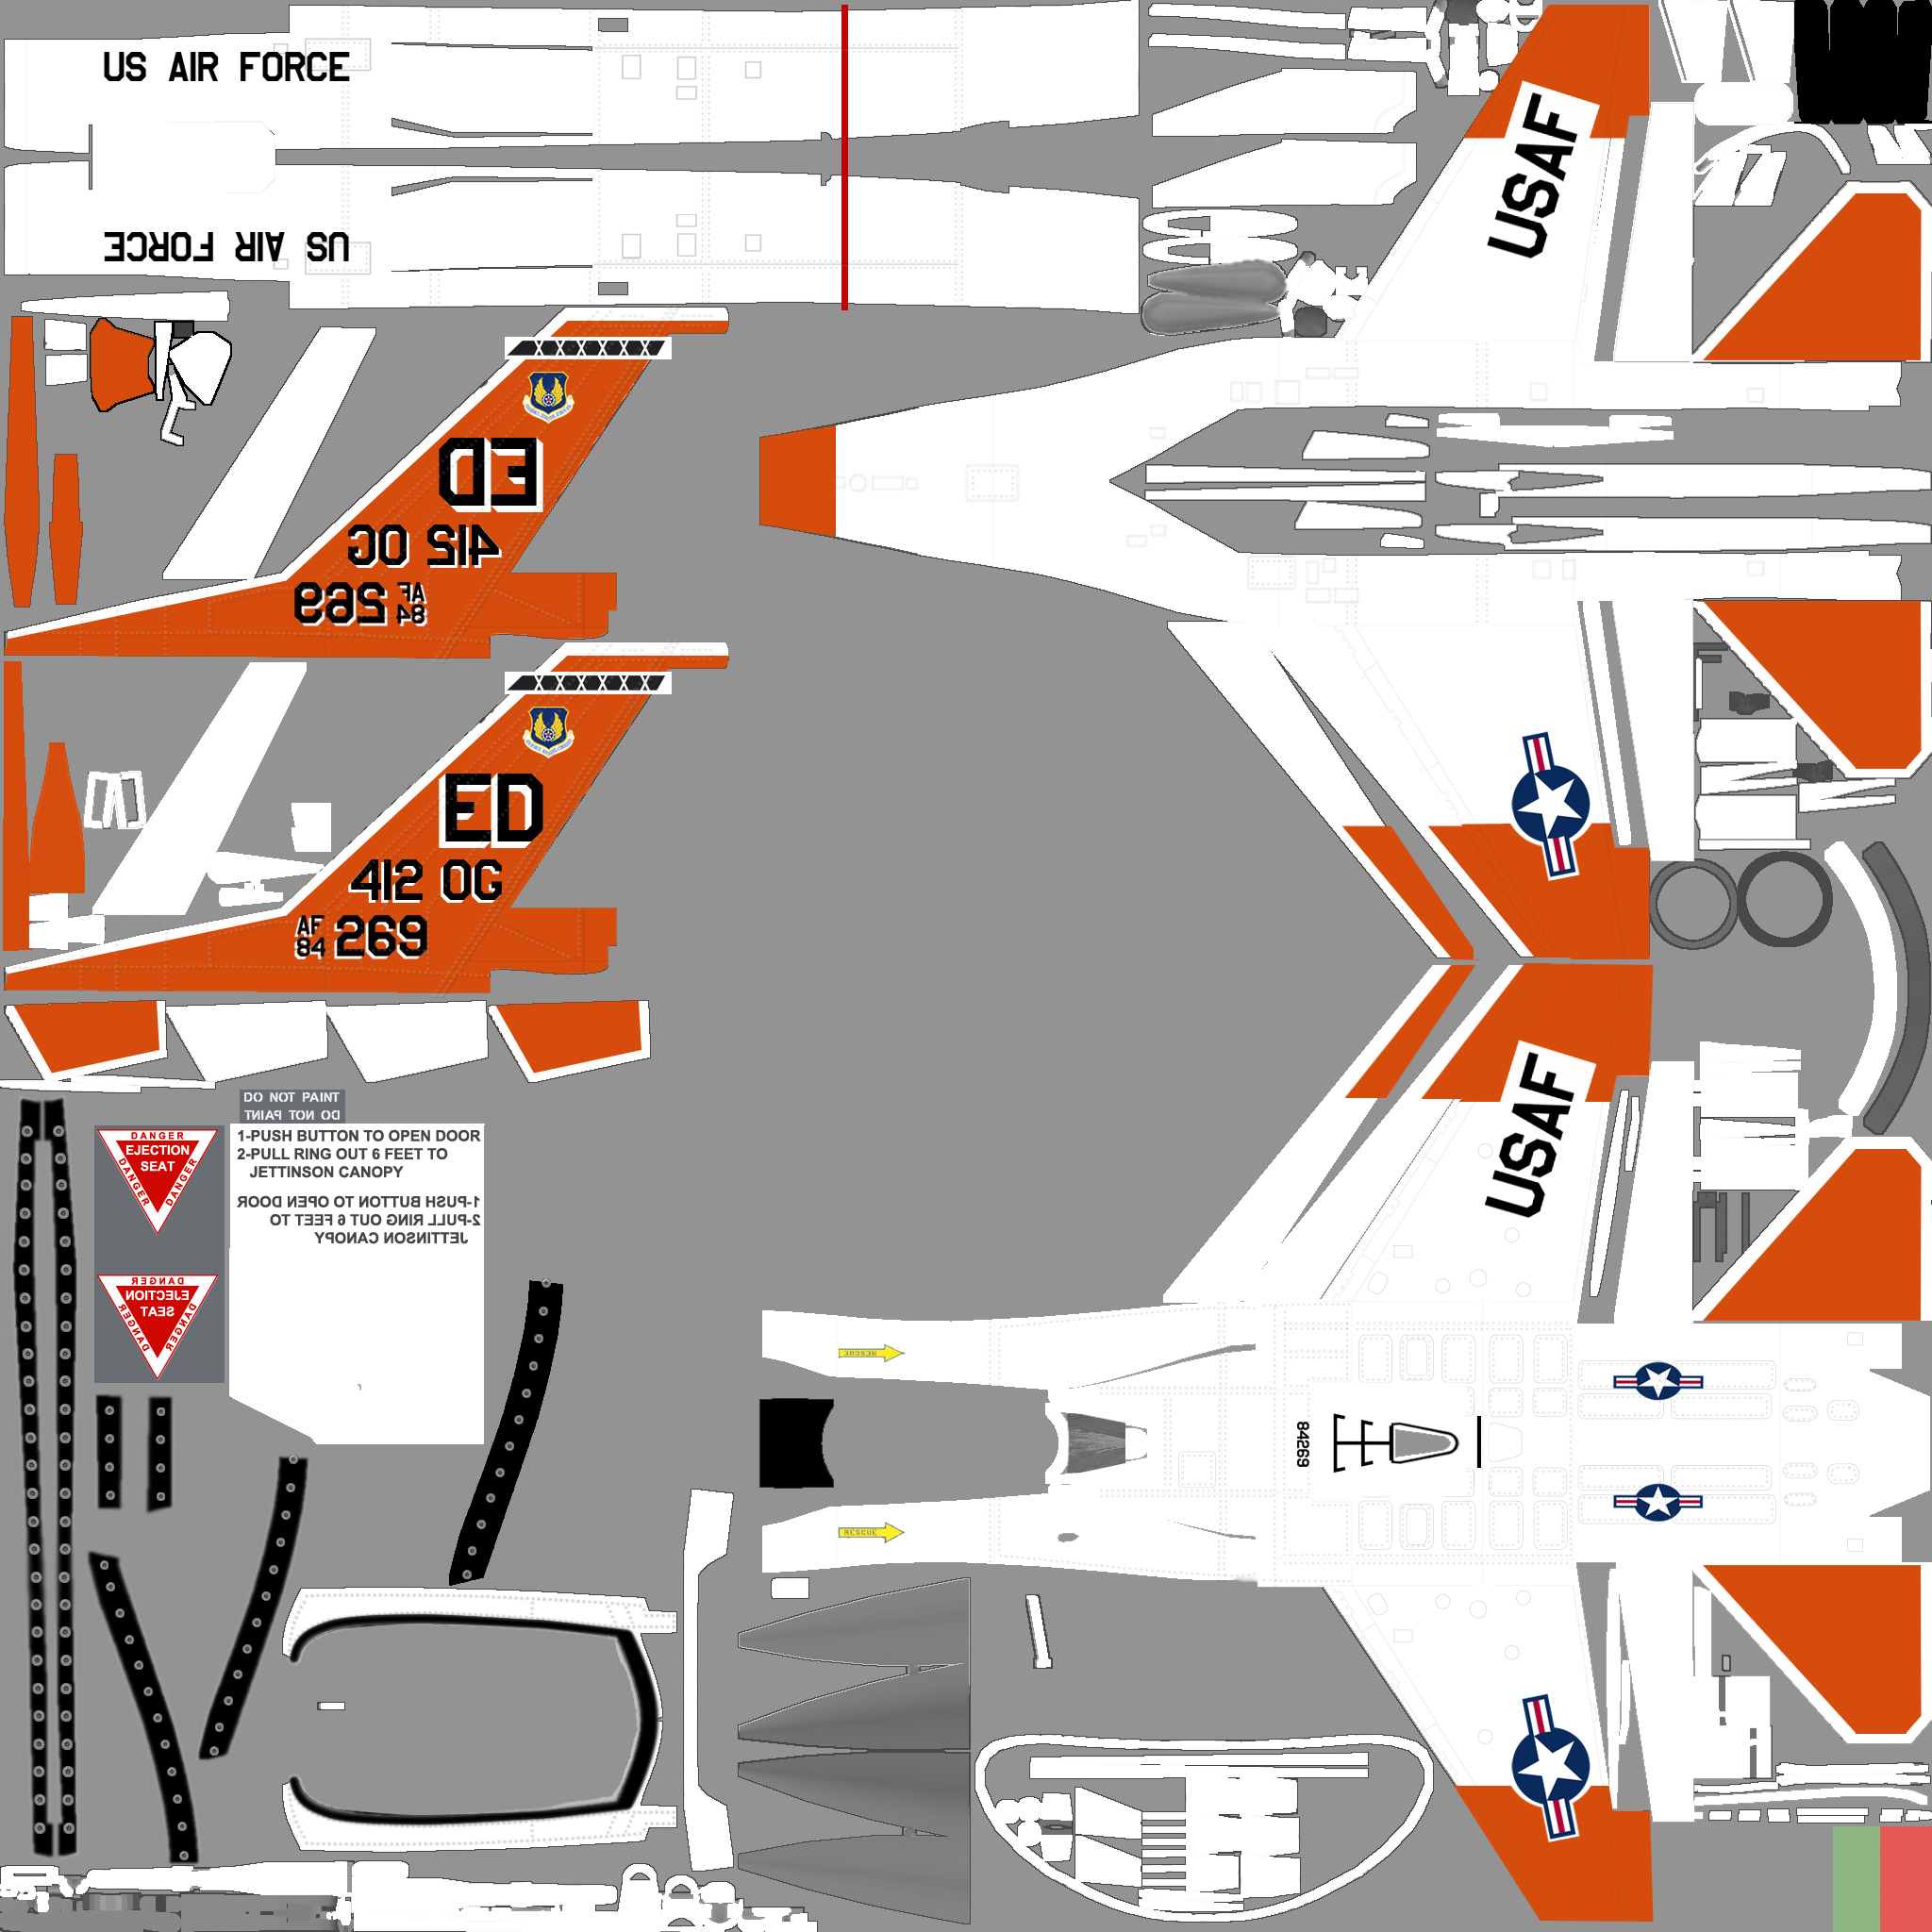 US AIR FORCE
USAF
US AIR FORCE
ED
412 OG
AF
84 269
ED
412 OG
AF
84 269
USAF
DO NOT PAINT
DO NOT PAINT
DANGER
EJECTION
SEAT
DANGER
DANGER
1-PUSH BUTTON TO OPEN DOOR
2-PULL RING OUT 6 FEET TO
JETTINSON CANOPY
1-PUSH BUTTON TO OPEN DOOR
2-PULL RING OUT 6 FEET TO
JETTINSON CANOPY
DANGER
EJECTION
SEAT
DANGER
DANGER
RESCUE
84269
RESCUE